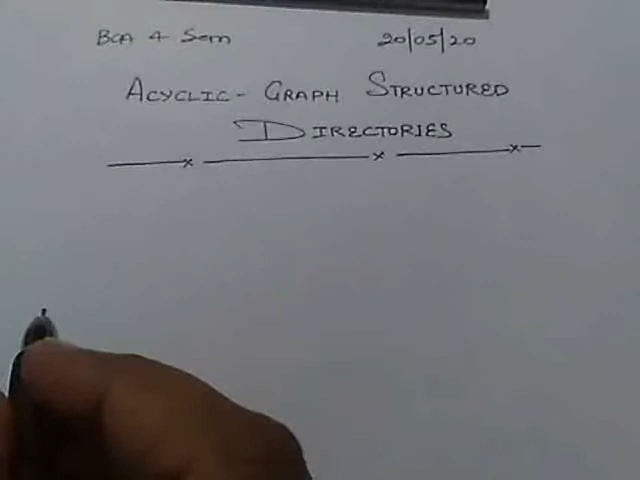 BCA 4 Sem 20/05/20
ACYCLIC - GRAPH STRUCTURED
DIRECTORIES